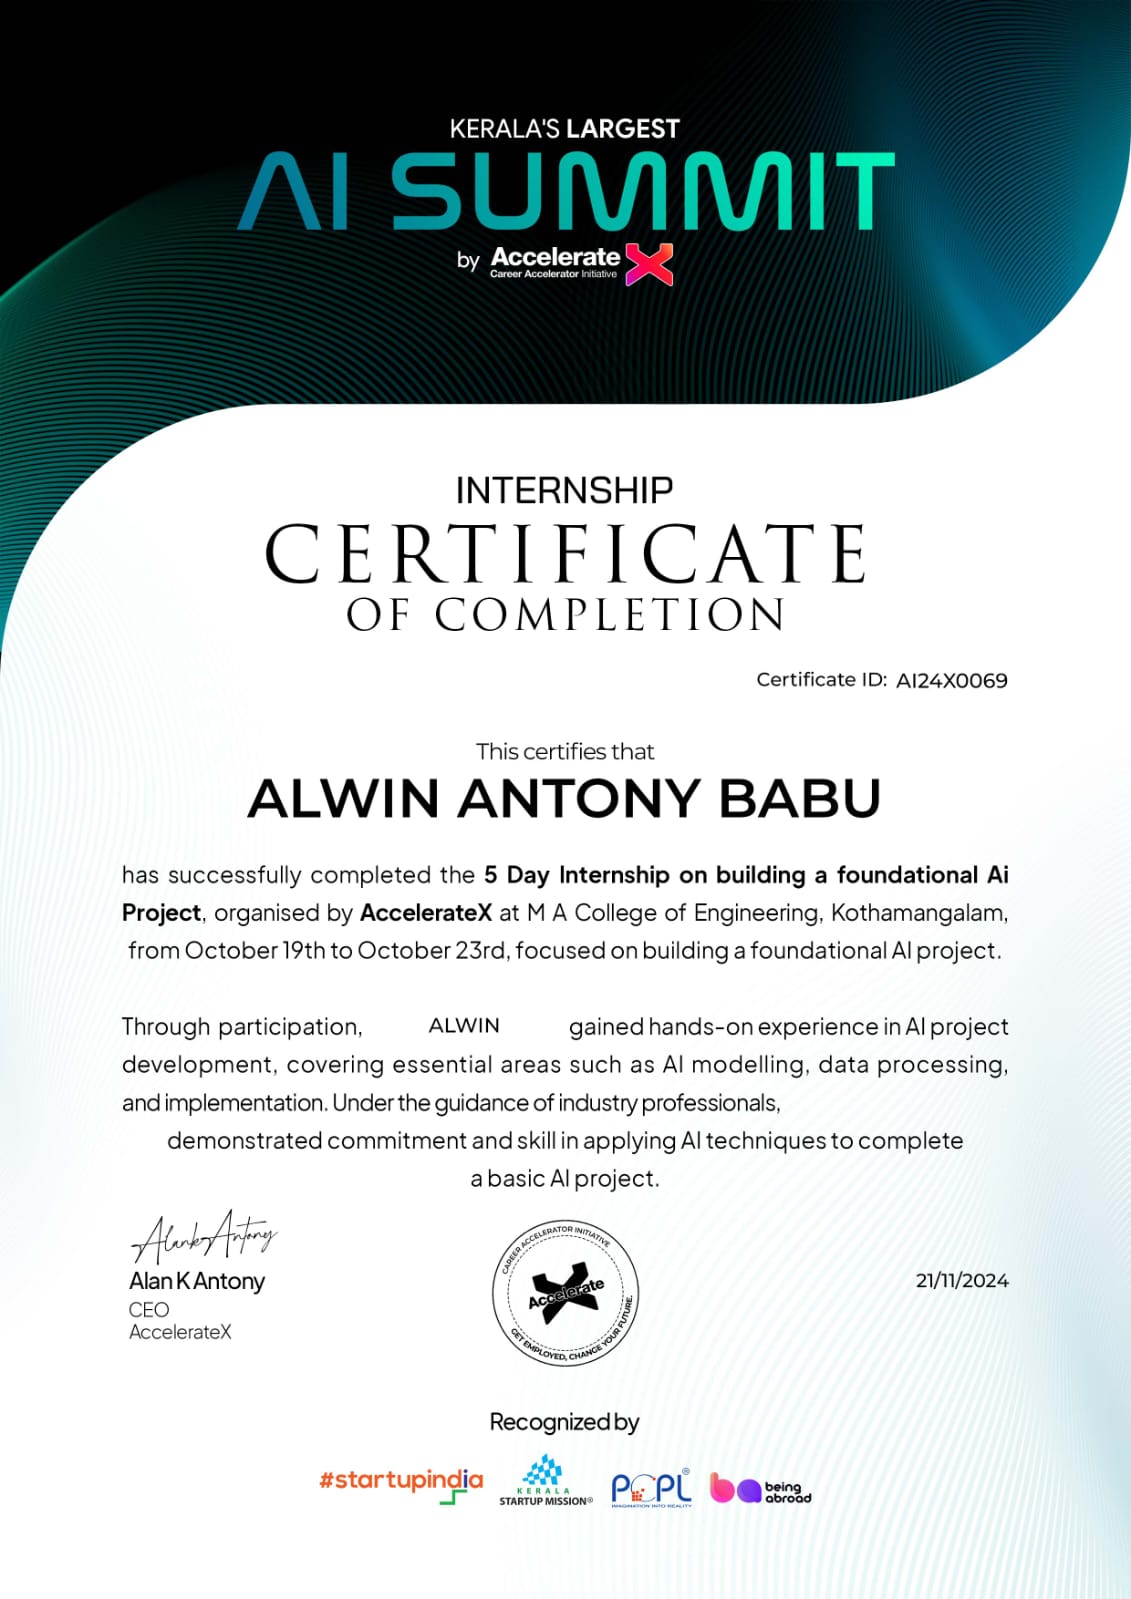 KERALA'S LARGEST
AI SUMMIT
by AccelerateX
Career Accelerator Initiative
INTERNSHIP
CERTIFICATE
OF COMPLETION
Certificate ID: AI24X0069
This certifies that
ALWIN ANTONY BABU
has successfully completed the 5 Day Internship on building a foundational Ai
Project, organised by AccelerateX at M A College of Engineering, Kothamangalam,
from October 19th to October 23rd, focused on building a foundational AI project.
Through participation, ALWIN gained hands-on experience in AI project
development, covering essential areas such as AI modelling, data processing,
and implementation. Under the guidance of industry professionals,
demonstrated commitment and skill in applying AI techniques to complete
a basic AI project.
Alan K Antony
Alan K Antony
CEO
AccelerateX
CAREER ACCELERATOR INITIATIVE
Accelerate
GET EMPLOYED, CHANGE YOUR FUTURE.
21/11/2024
Recognized by
#startupindia
KERALA
STARTUP MISSION®
PCPL®
IMAGINATION INTO REALITY
ba being
abroad